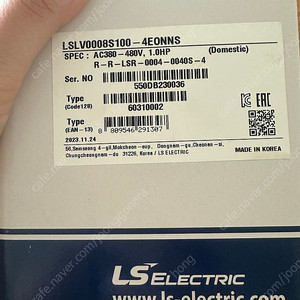 LSLV0008S100-4EONNS
SPEC : AC380-480V, 1.0HP (Domestic)
R-R-LSR-0004-0040S-4
Ser. NO
550DB230036
Type
(Code128)
60310002
Type
(EAN-13)
8 809546 291307
2023.11.24
56, Samsung 4-gil, Mokcheon-eup, Dongnam-gu, Cheonan-si,
Chungcheongnam-do 31226, Korea / LS ELECTRIC
EAC
MADE IN KOREA
LS ELECTRIC
www.ls-electric.com